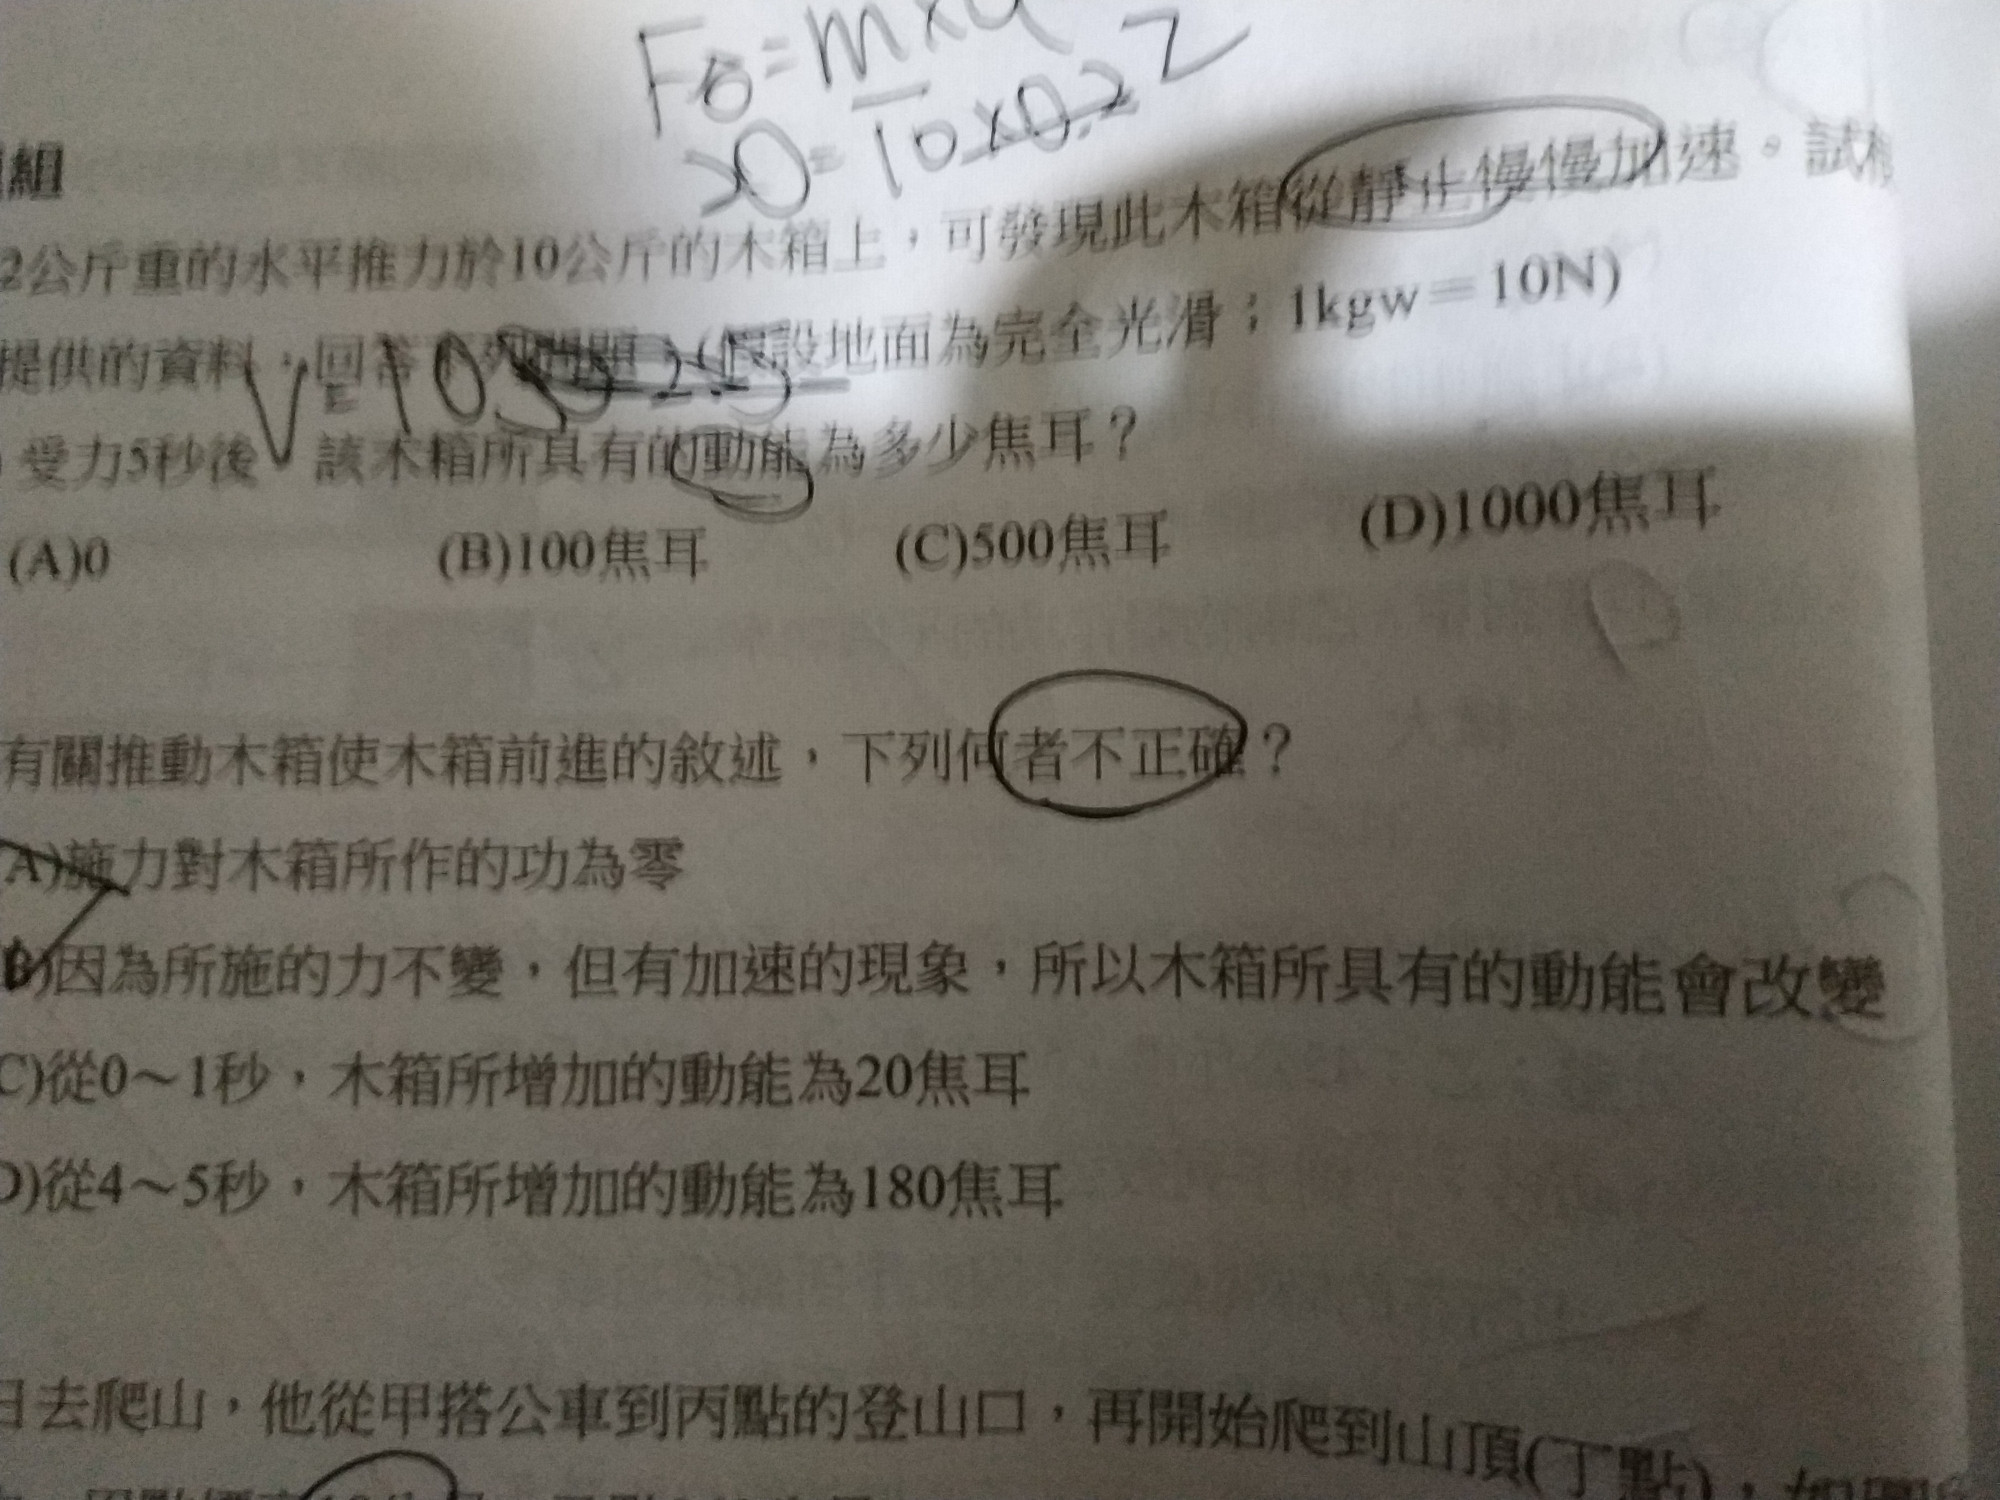 F=m×a
20=10×0.2 2
組
2公斤重的水平推力於10公斤的木箱上，可發現此木箱從靜止慢慢加速。試
提供的資料，回答下列問題：(假設地面為完全光滑；1kgw＝10N)
V=10
受力5秒後，該木箱所具有的動能為多少焦耳？
(A)0 (B)100焦耳 (C)500焦耳 (D)1000焦耳
有關推動木箱使木箱前進的敘述，下列何者不正確？
(A)施力對木箱所作的功為零
(B)因為所施的力不變，但有加速的現象，所以木箱所具有的動能會改變
C)從0～1秒，木箱所增加的動能為20焦耳
D)從4～5秒，木箱所增加的動能為180焦耳
日去爬山，他從甲搭公車到丙點的登山口，再開始爬到山頂(丁點)，如圖